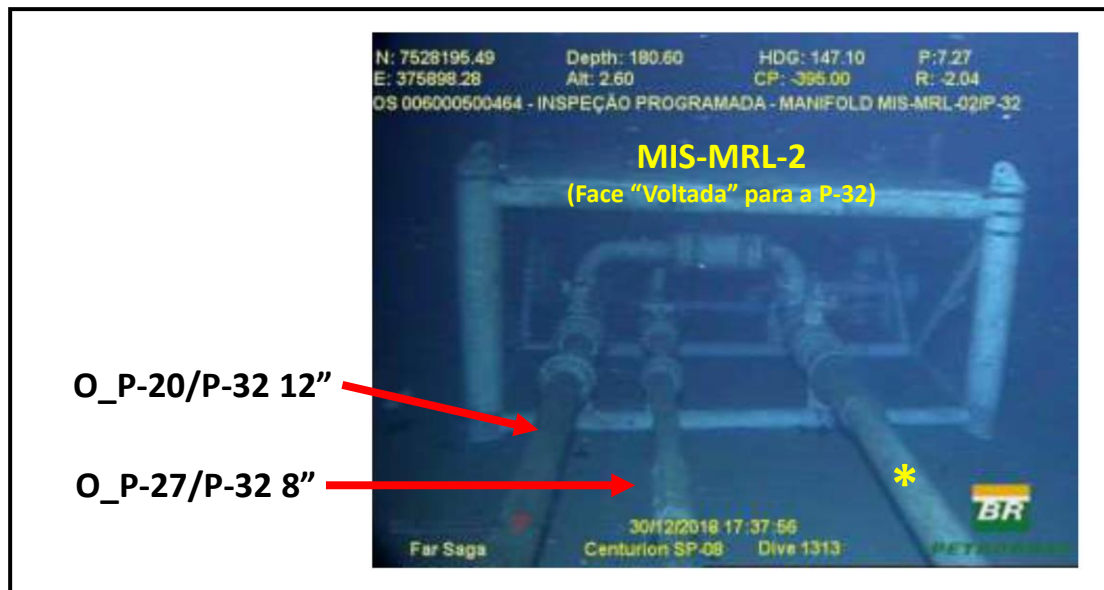 N: 7528195.49 Depth: 180.60 HDG: 147.10 P:7.27
E: 375898.28 Alt: 2.60 CP: -395.00 R: -2.04
OS 006000500464 - INSPEÇÃO PROGRAMADA - MANIFOLD MIS-MRL-02/P-32
MIS-MRL-2
(Face “Voltada” para a P-32)
O_P-20/P-32 12”
O_P-27/P-32 8”
*
BR
PETROBRAS
30/12/2018 17:37:56
Far Saga Centurion SP-08 Dive 1313